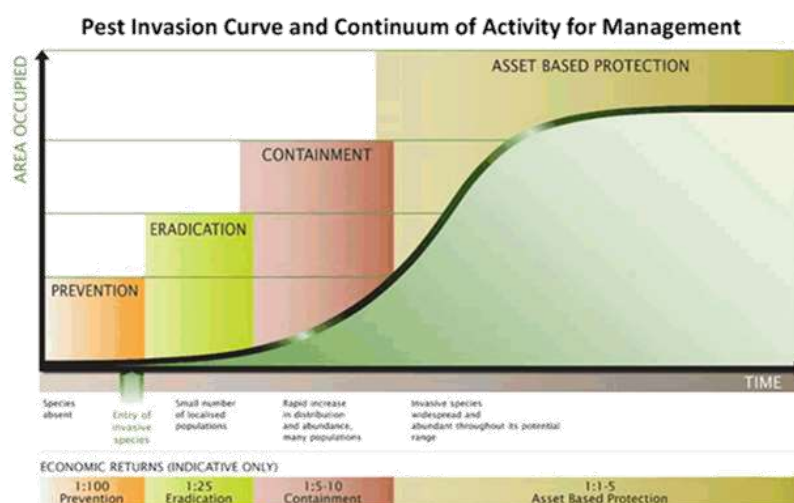 Pest Invasion Curve and Continuum of Activity for Management
AREA OCCUPIED
ASSET BASED PROTECTION
CONTAINMENT
ERADICATION
PREVENTION
TIME
Species
absent
Entry of
invasive
species
Small number
of localised
populations
Rapid increase
in distribution
and abundance,
many populations
Invasive species
widespread and
abundant throughout its potential
range
ECONOMIC RETURNS (INDICATIVE ONLY)
1:100
Prevention
1:25
Eradication
1:5-10
Containment
1:1-5
Asset Based Protection